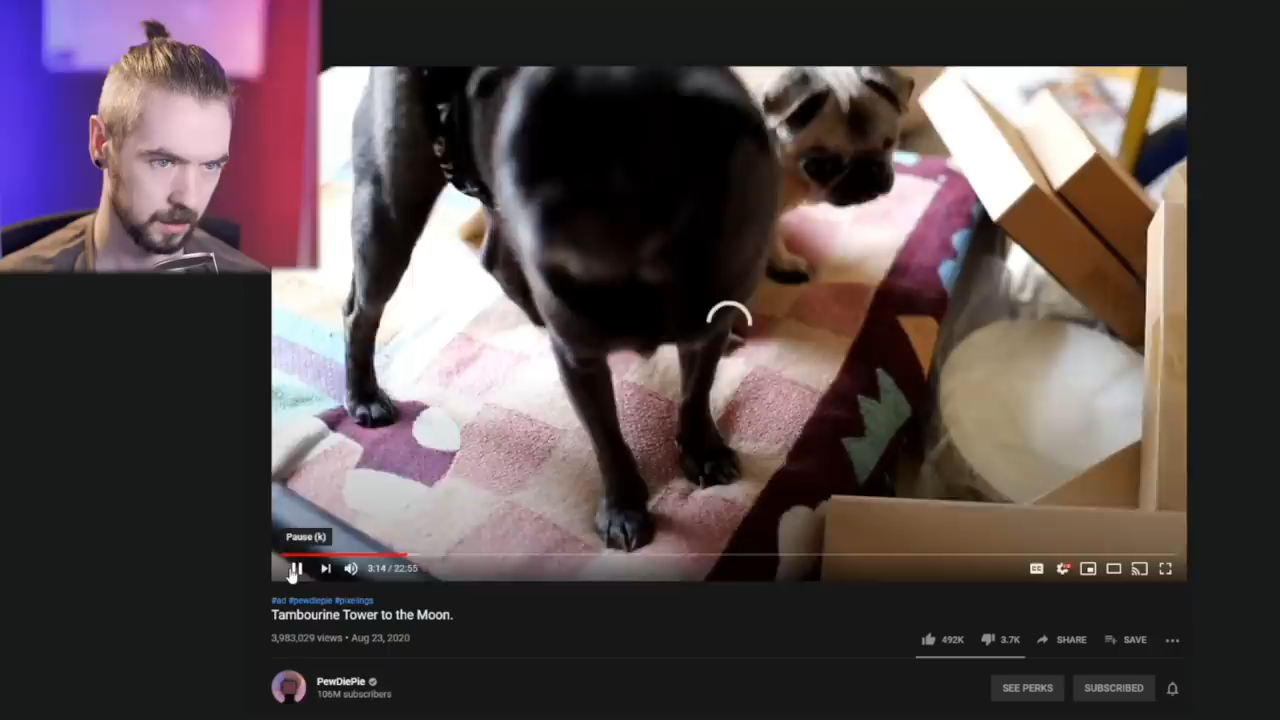 Pause (k)
3:14 / 22:55
CC
#ad #pewdiepie #pixelings
Tambourine Tower to the Moon.
3,983,029 views • Aug 23, 2020
492K
3.7K
SHARE
SAVE
PewDiePie
106M subscribers
SEE PERKS
SUBSCRIBED